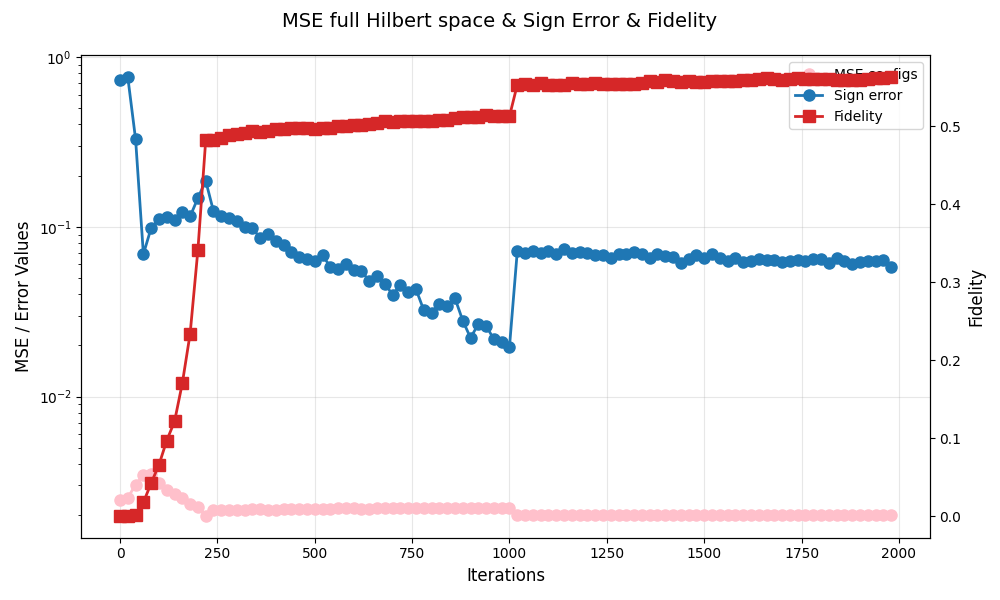 MSE full Hilbert space & Sign Error & Fidelity
MSE configs
Sign error
Fidelity
MSE / Error Values
10⁰
10⁻¹
10⁻²
Fidelity
0.5
0.4
0.3
0.2
0.1
0.0
0 250 500 750 1000 1250 1500 1750 2000
Iterations